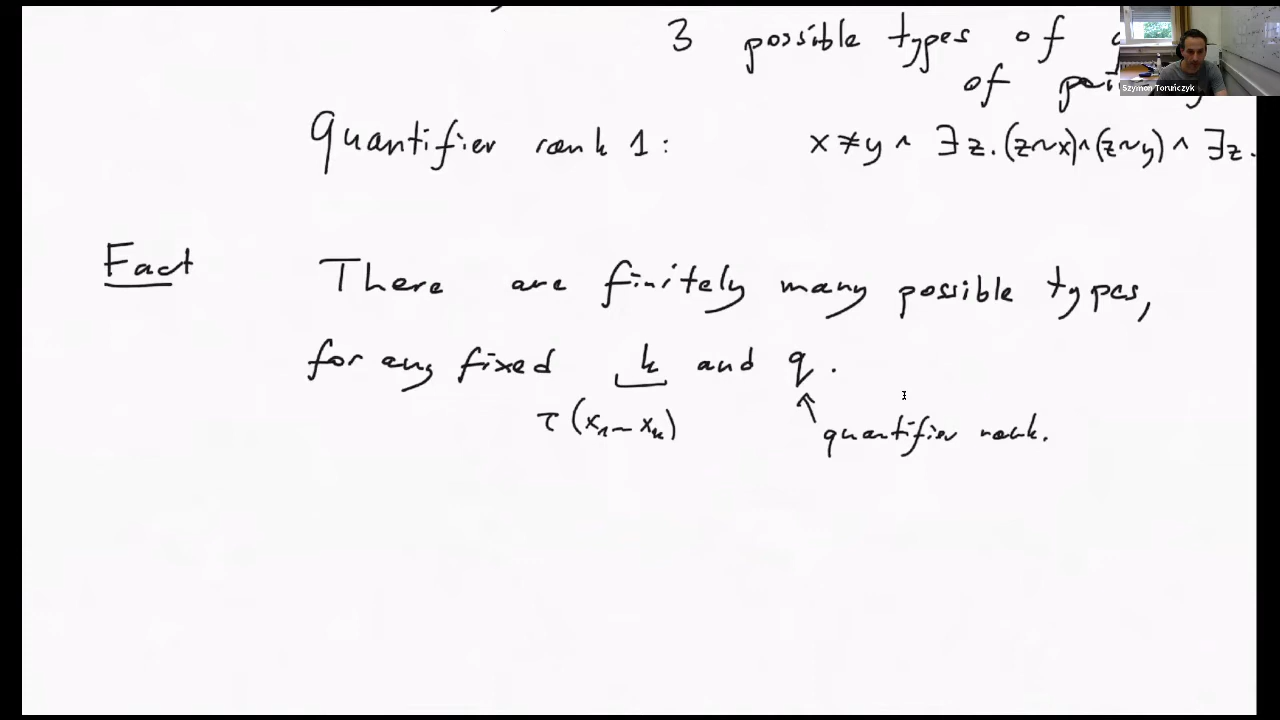 3 possible types of
of
Szymon Toruńczyk
Quantifier rank 1: x ≠ y ∧ ∃z.(z~x)∧(z~y) ∧ ∃z.
Fact There are finitely many possible types,
for any fixed k and q.
τ(x₁–xₖ)
quantifier rank.